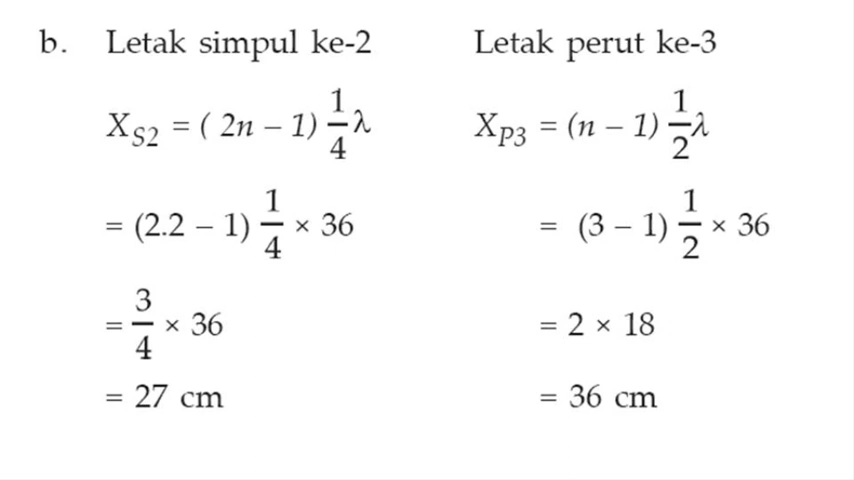 b. Letak simpul ke-2 Letak perut ke-3
X_S2 = ( 2n – 1) 1/4 λ X_P3 = (n – 1) 1/2 λ
= (2.2 – 1) 1/4 × 36 = (3 – 1) 1/2 × 36
= 3/4 × 36 = 2 × 18
= 27 cm = 36 cm